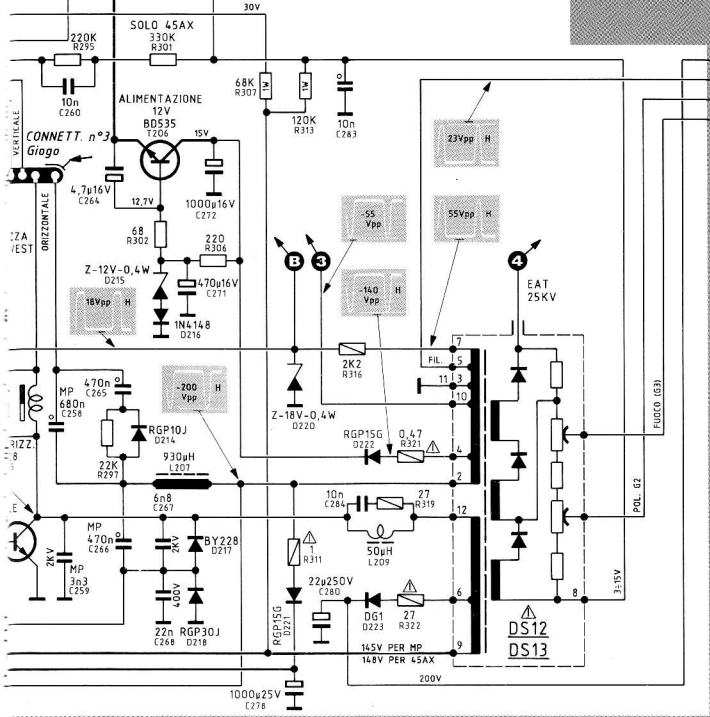 30V
SOLO 45AX
220K
R295
330K
R301
68K
R307
1W
1W
120K
R313
10n
C283
10n
C260
ALIMENTAZIONE
12V
BD535
T206
15V
VERTICALE
CONNETT. n°3
Giogo
4,7µ16V
C264
12,7V
1000µ16V
C272
ORIZZONTALE
ZZA
VEST
68
R302
220
R306
Z-12V-0,4W
D215
470µ16V
C271
1N4148
D216
18Vpp H
-200
Vpp
H
23Vpp H
-55
Vpp
55Vpp H
-140
Vpp
H
B
3
4
EAT
25KV
7
FIL.
5
11
3
10
2K2
R316
Z-18V-0,4W
D220
MP
680n
C258
470n
C265
RGP10J
D214
22K
R297
930µH
L207
6n8
C267
RGP15G
D222
0,47
R321
4
2
RIZZ.
10n
C284
27
R319
12
50µH
L209
MP
470n
C266
2KV
BY228
D217
1
R311
2KV
MP
3n3
C259
400V
22n
C268
RGP30J
D218
RGP15G
D221
22µ250V
C280
DG1
D223
27
R322
6
8
9
145V PER MP
148V PER 45AX
200V
1000µ25V
C278
DS12
DS13
FUOCO (G3)
POL. G2
3÷15V